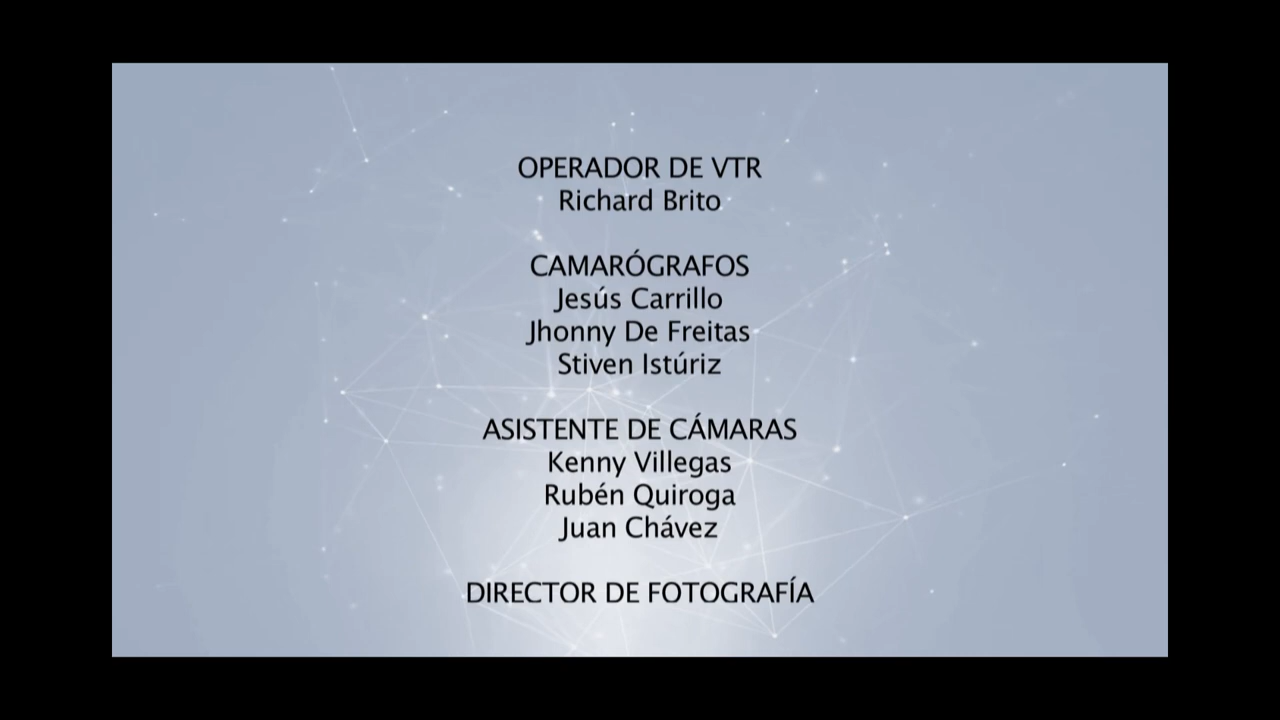 OPERADOR DE VTR
Richard Brito
CAMARÓGRAFOS
Jesús Carrillo
Jhonny De Freitas
Stiven Istúriz
ASISTENTE DE CÁMARAS
Kenny Villegas
Rubén Quiroga
Juan Chávez
DIRECTOR DE FOTOGRAFÍA